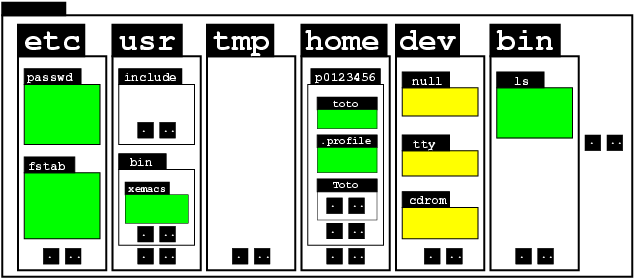 etc
passwd
fstab
. ..
usr
include
. ..
bin
xemacs
. ..
. ..
tmp
. ..
home
p0123456
toto
.profile
Toto
. ..
. ..
. ..
dev
null
tty
cdrom
. ..
bin
ls
. ..
. ..